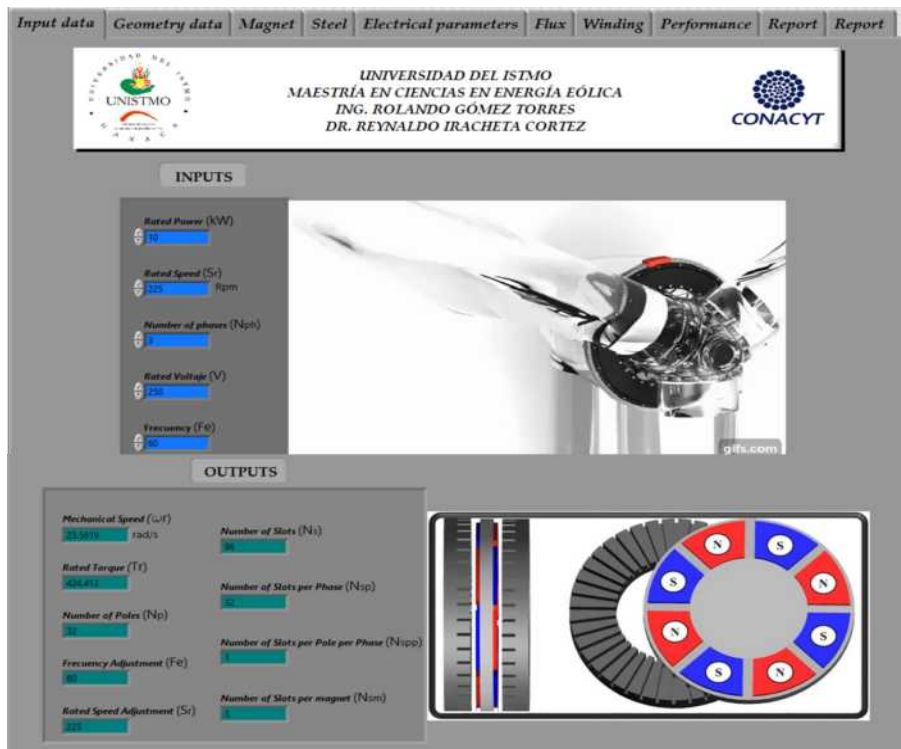 Input data Geometry data Magnet Steel Electrical parameters Flux Winding Performance Report Report
UNISTMO
UNIVERSIDAD DEL ISTMO
MAESTRÍA EN CIENCIAS EN ENERGÍA EÓLICA
ING. ROLANDO GÓMEZ TORRES
DR. REYNALDO IRACHETA CORTEZ
CONACYT
INPUTS
Rated Power (kW)
10
Rated Speed (Sr)
225 Rpm
Number of phases (Nph)
3
Rated Voltaje (V)
250
Frecuency (Fe)
60
gifs.com
OUTPUTS
Mechanical Speed (ωr)
23.5619 rad/s
Rated Torque (Tr)
424.413
Number of Poles (Np)
32
Frecuency Adjustment (Fe)
60
Rated Speed Adjustment (Sr)
225
Number of Slots (Ns)
96
Number of Slots per Phase (Nsp)
32
Number of Slots per Pole per Phase (Nspp)
1
Number of Slots per magnet (Nsm)
N S
S N
N S
S N